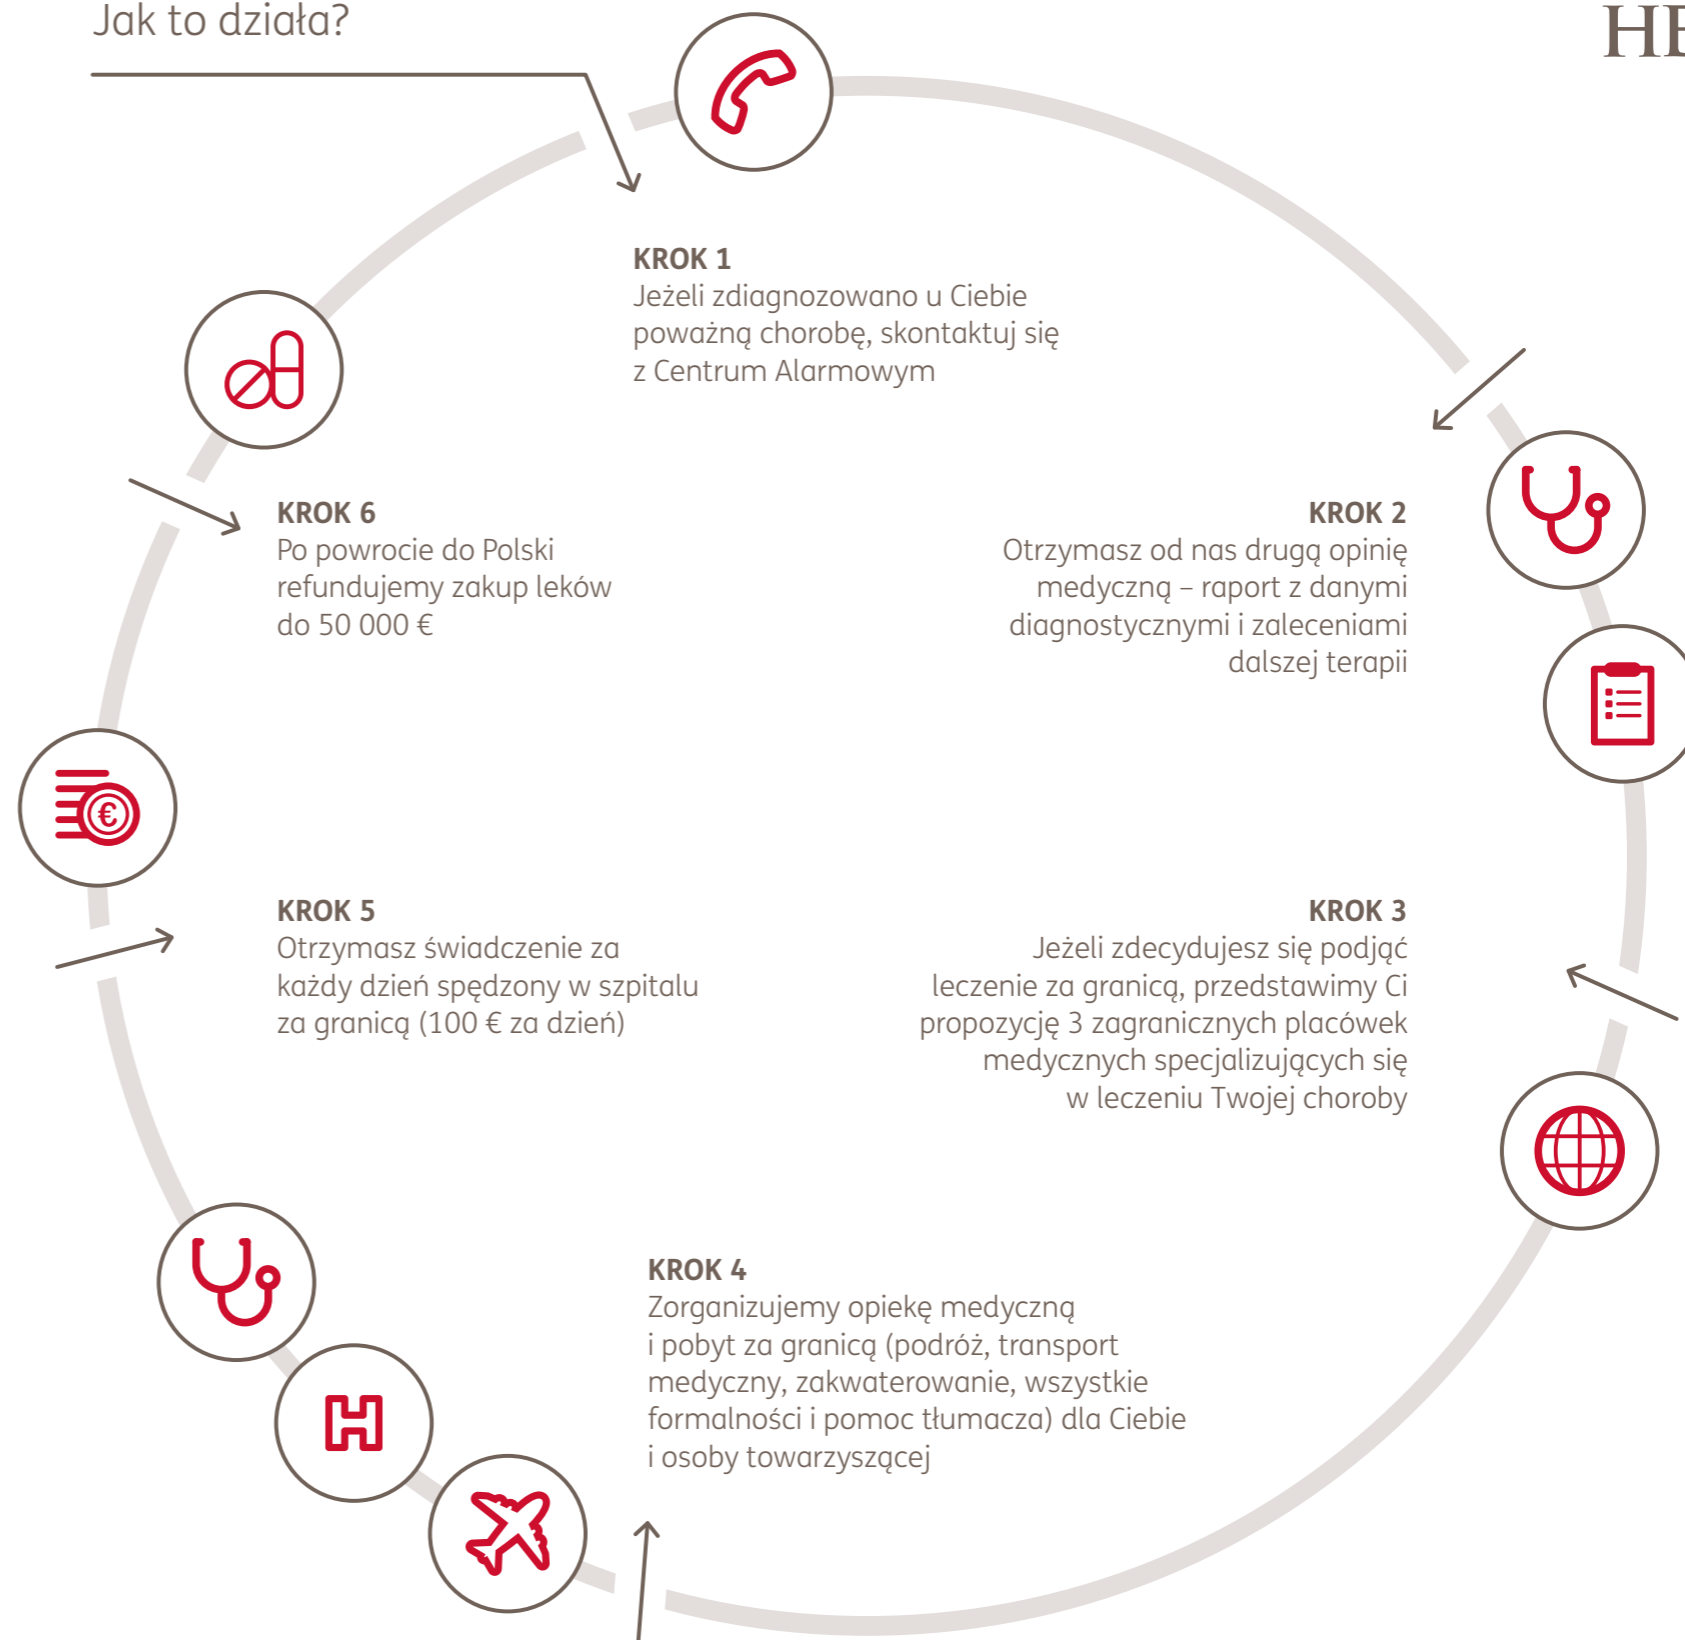 Jak to działa?
HE
KROK 1
Jeżeli zdiagnozowano u Ciebie
poważną chorobę, skontaktuj się
z Centrum Alarmowym
KROK 2
Otrzymasz od nas drugą opinię
medyczną – raport z danymi
diagnostycznymi i zaleceniami
dalszej terapii
KROK 3
Jeżeli zdecydujesz się podjąć
leczenie za granicą, przedstawimy Ci
propozycję 3 zagranicznych placówek
medycznych specjalizujących się
w leczeniu Twojej choroby
KROK 4
Zorganizujemy opiekę medyczną
i pobyt za granicą (podróż, transport
medyczny, zakwaterowanie, wszystkie
formalności i pomoc tłumacza) dla Ciebie
i osoby towarzyszącej
KROK 5
Otrzymasz świadczenie za
każdy dzień spędzony w szpitalu
za granicą (100 € za dzień)
KROK 6
Po powrocie do Polski
refundujemy zakup leków
do 50 000 €
€
H